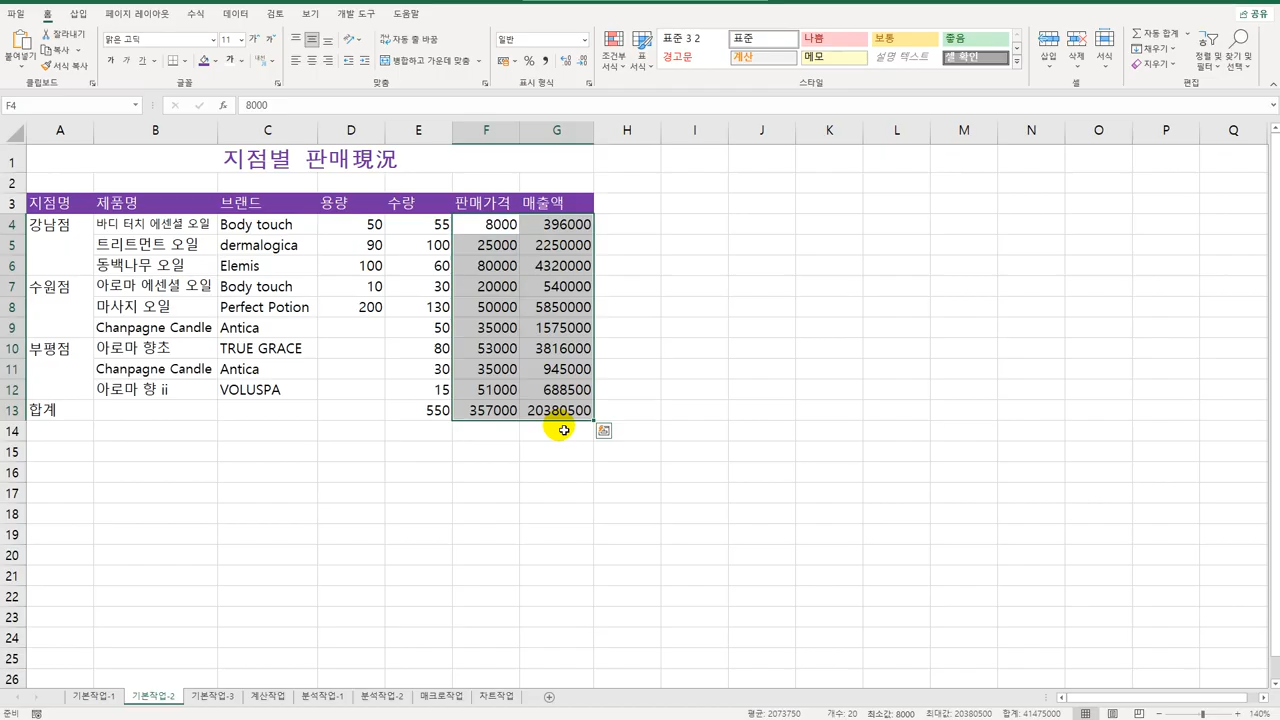 파일 홈 삽입 페이지 레이아웃 수식 데이터 검토 보기 개발 도구 도움말 공유
붙여넣기 잘라내기 복사 서식 복사 클립보드
맑은 고딕 11 가 가 가 가 가 글꼴
자동 줄 바꿈 병합하고 가운데 맞춤 맞춤
일반 % 표시 형식
조건부 서식 표 서식 표준 3 2 표준 나쁨 보통 좋음
경고문 계산 메모 설명 텍스트 셀 확인
스타일
삽입 삭제 서식 셀
자동 합계 채우기 지우기 정렬 및 필터 찾기 및 선택 편집
F4 fx 8000
A B C D E F G H I J K L M N O P Q
1 지점별 판매現況
2
3 지점명 제품명 브랜드 용량 수량 판매가격 매출액
4 강남점 바디 터치 에센셜 오일 Body touch 50 55 8000 396000
5 트리트먼트 오일 dermalogica 90 100 25000 2250000
6 동백나무 오일 Elemis 100 60 80000 4320000
7 수원점 아로마 에센셜 오일 Body touch 10 30 20000 540000
8 마사지 오일 Perfect Potion 200 130 50000 5850000
9 Chanpagne Candle Antica 50 35000 1575000
10 부평점 아로마 향초 TRUE GRACE 80 53000 3816000
11 Chanpagne Candle Antica 30 35000 945000
12 아로마 향 ii VOLUSPA 15 51000 688500
13 합계 550 357000 20380500
14
15
16
17
18
19
20
21
22
23
24
25
26
기본작업-1 기본작업-2 기본작업-3 계산작업 분석작업-1 분석작업-2 매크로작업 차트작업
준비 평균: 2073750 개수: 20 최소값: 8000 최대값: 20380500 합계: 41475000 140%